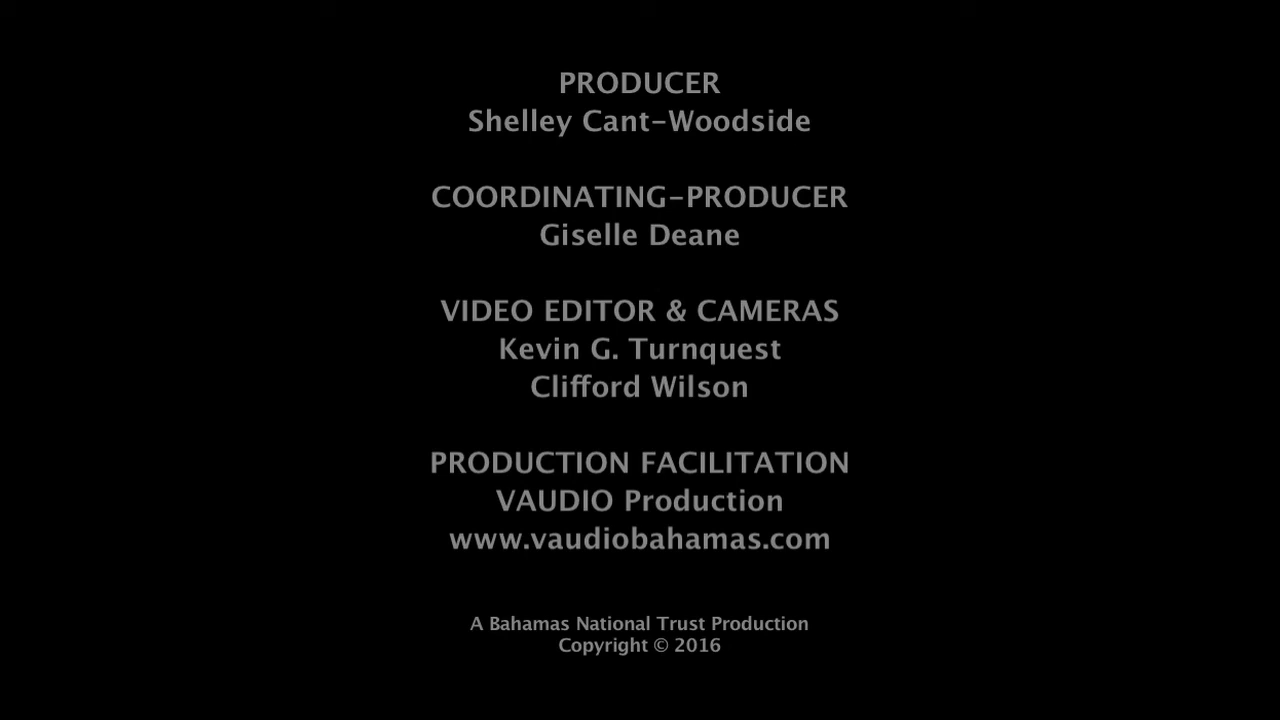 PRODUCER
Shelley Cant-Woodside
COORDINATING-PRODUCER
Giselle Deane
VIDEO EDITOR & CAMERAS
Kevin G. Turnquest
Clifford Wilson
PRODUCTION FACILITATION
VAUDIO Production
www.vaudiobahamas.com
A Bahamas National Trust Production
Copyright © 2016